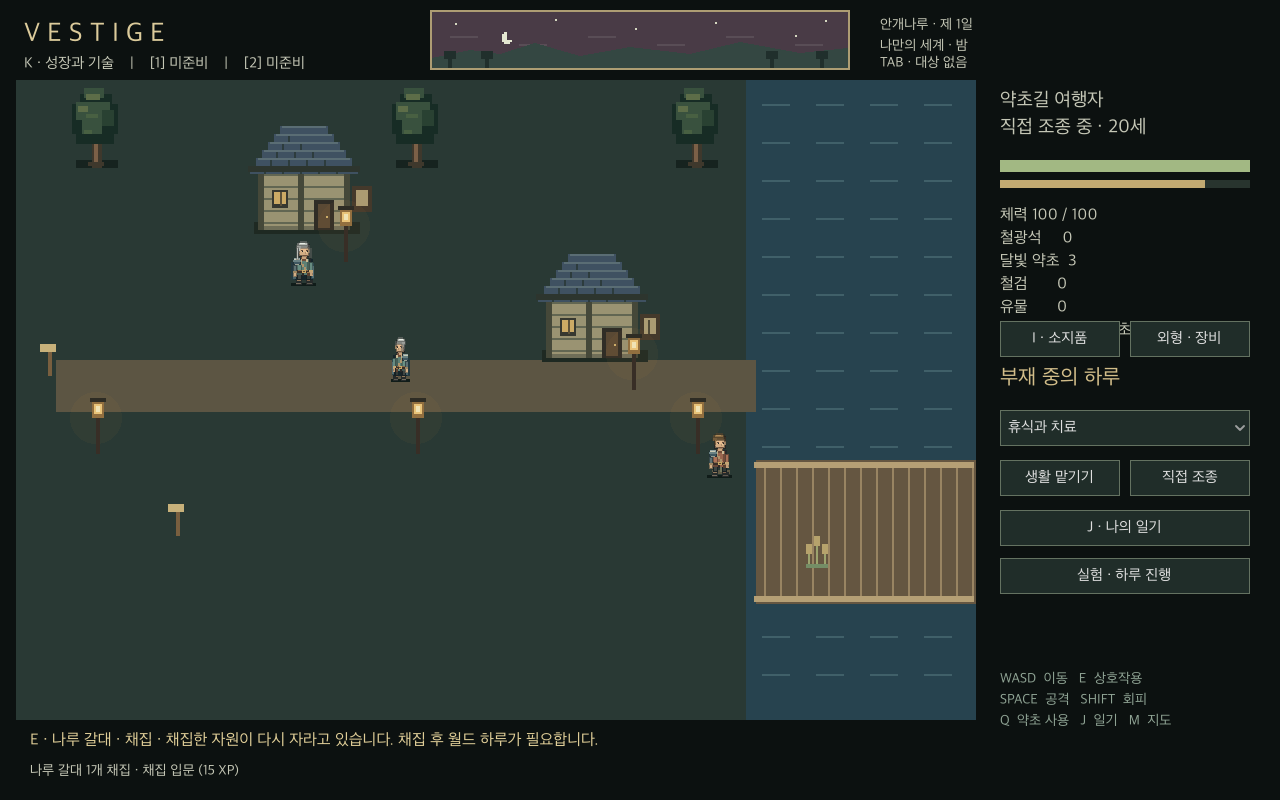 VESTIGE
K · 성장과 기술 | [1] 미준비 | [2] 미준비
안개나루 · 제 1일
나만의 세계 · 밤
TAB · 대상 없음
약초길 여행자
직접 조종 중 · 20세
체력 100 / 100
철광석 0
달빛 약초 3
철검 0
유물 0
초
I · 소지품
외형 · 장비
부재 중의 하루
휴식과 치료
생활 맡기기
직접 조종
J · 나의 일기
실험 · 하루 진행
WASD 이동 E 상호작용
SPACE 공격 SHIFT 회피
Q 약초 사용 J 일기 M 지도
E · 나루 갈대 · 채집 · 채집한 자원이 다시 자라고 있습니다. 채집 후 월드 하루가 필요합니다.
나루 갈대 1개 채집 · 채집 입문 (15 XP)